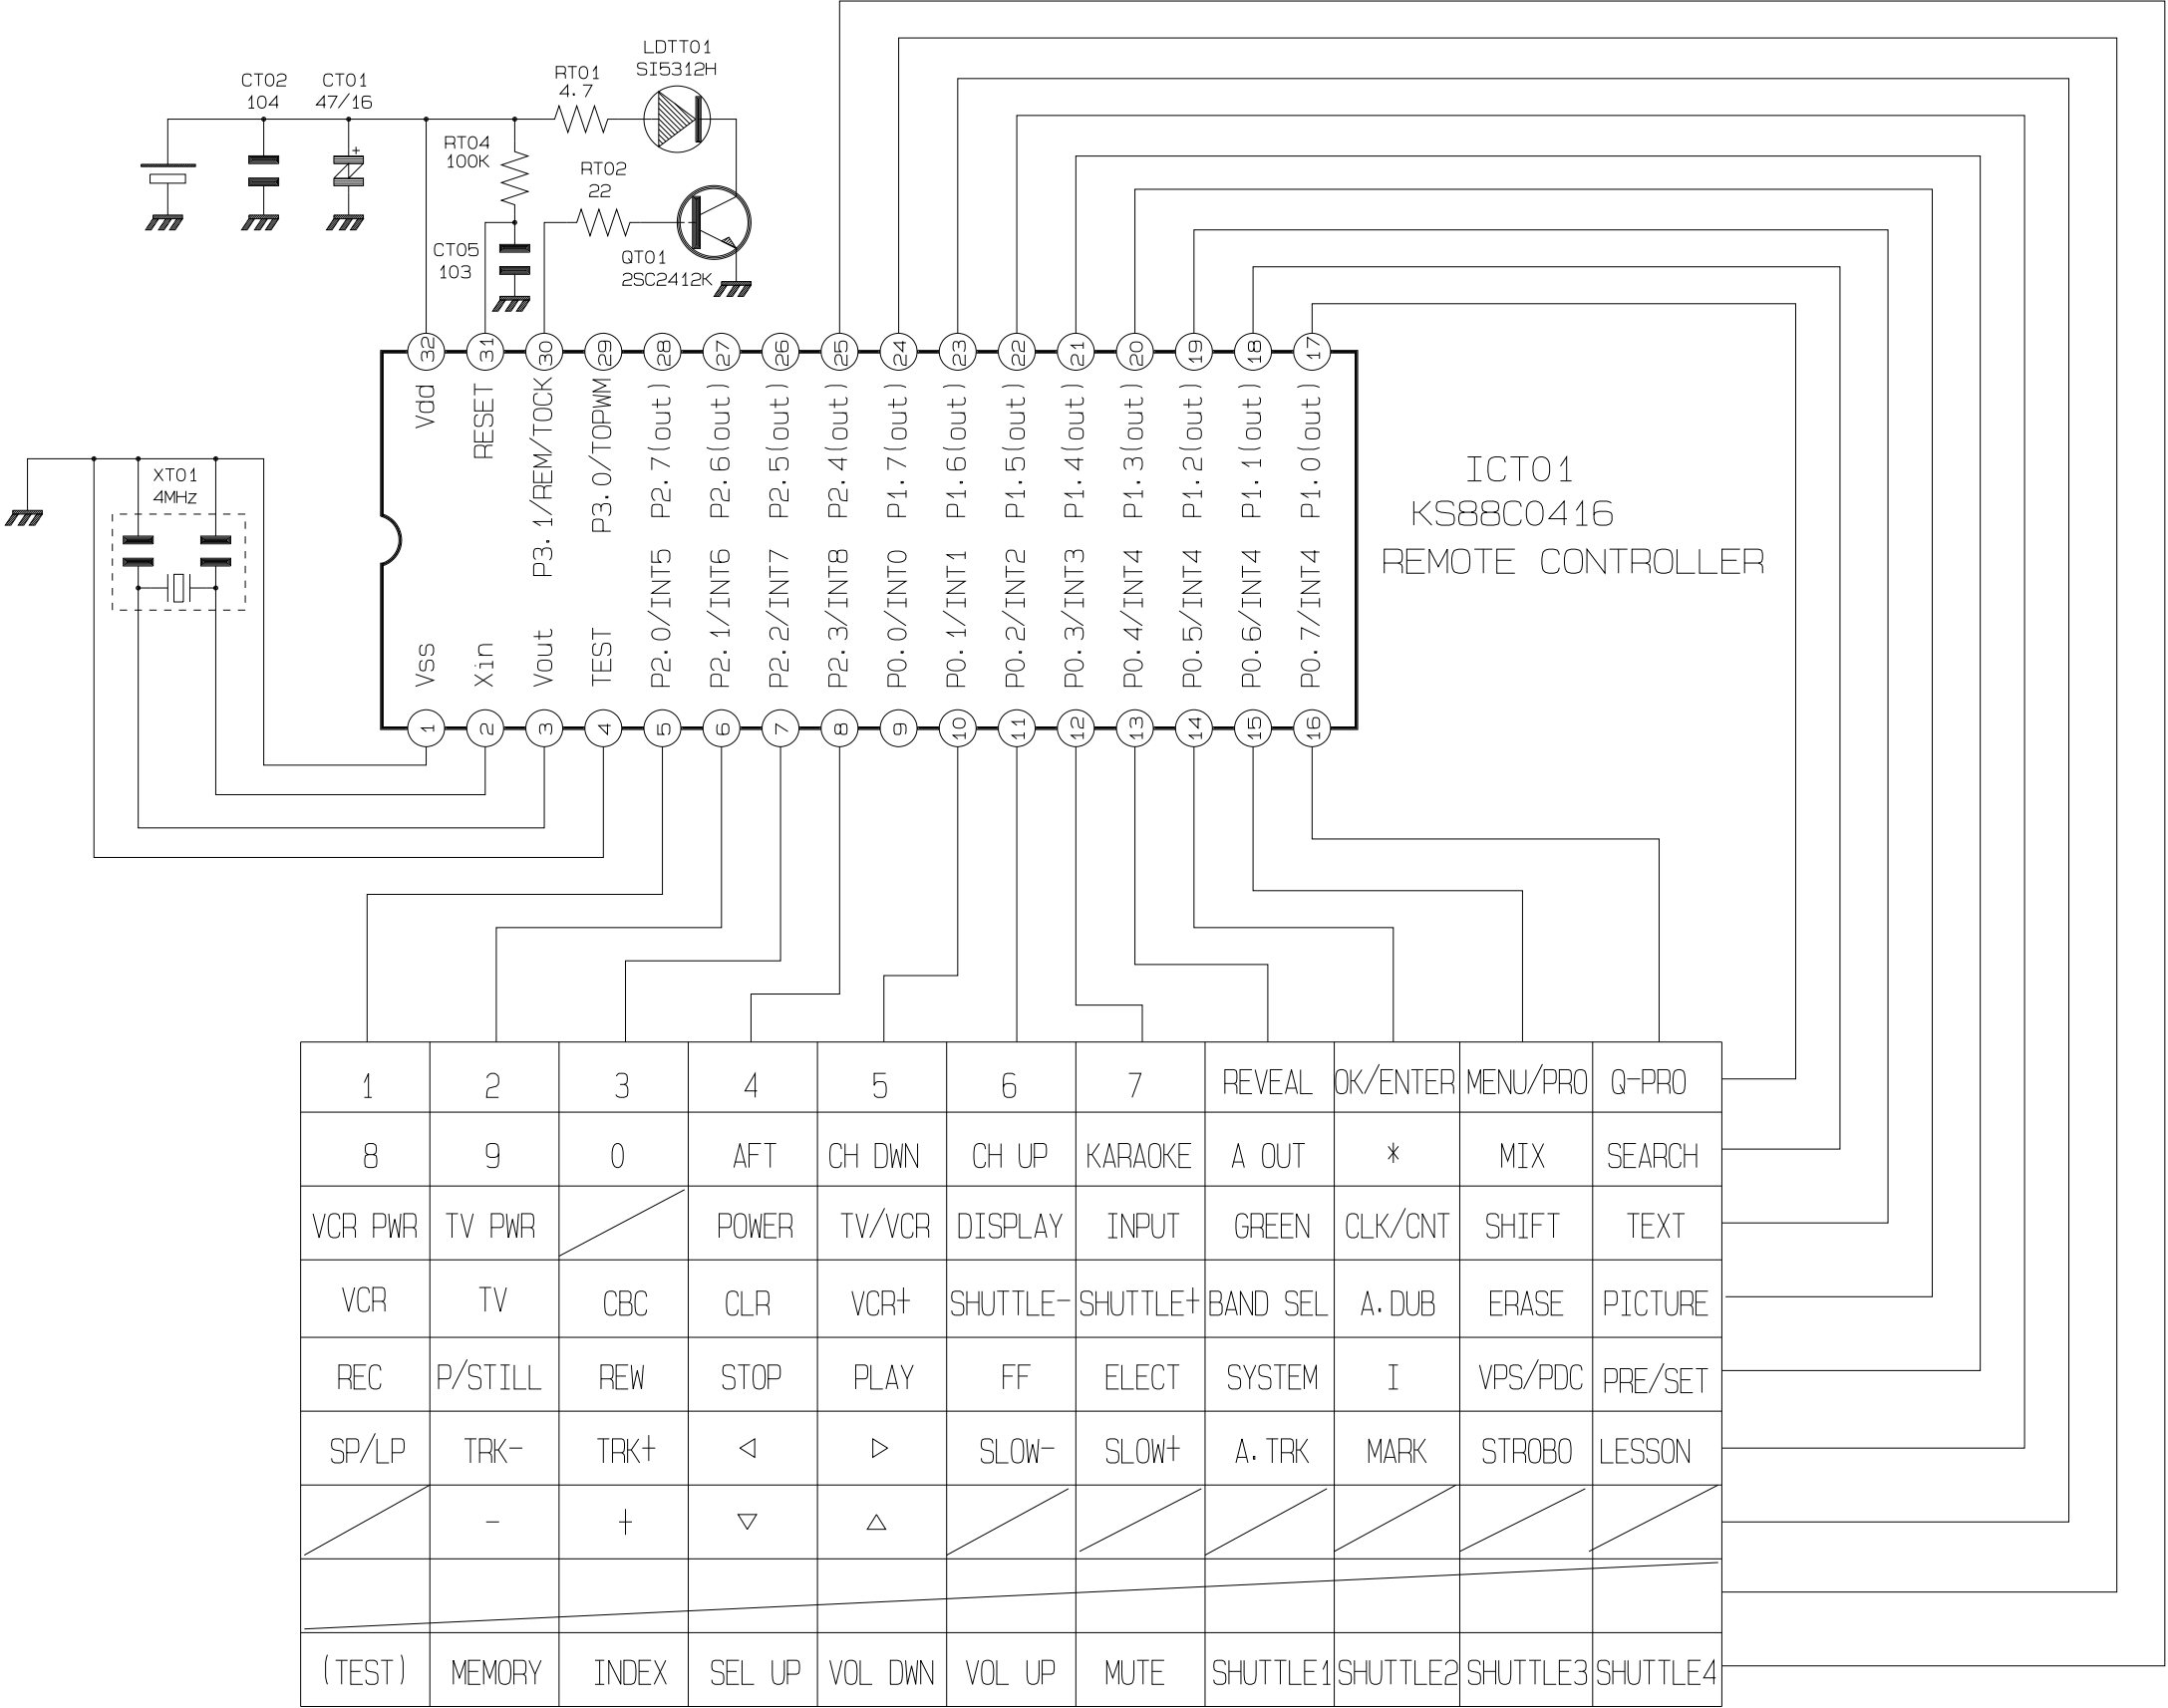 LDTT01
SI5312H
RT01
4.7
CT02
104
CT01
47/16
RT04
100K
RT02
22
CT05
103
QT01
2SC2412K
32 31 30 29 28 27 26 25 24 23 22 21 20 19 18 17
Vdd
RESET
P3.1/REM/TOCK
P3.0/TOPWM
P2.7(out)
P2.6(out)
P2.5(out)
P2.4(out)
P1.7(out)
P1.6(out)
P1.5(out)
P1.4(out)
P1.3(out)
P1.2(out)
P1.1(out)
P1.0(out)
ICT01
KS88C0416
REMOTE CONTROLLER
XT01
4MHz
Vss
Xin
Vout
TEST
P2.0/INT5
P2.1/INT6
P2.2/INT7
P2.3/INT8
P0.0/INT0
P0.1/INT1
P0.2/INT2
P0.3/INT3
P0.4/INT4
P0.5/INT4
P0.6/INT4
P0.7/INT4
1 2 3 4 5 6 7 8 9 10 11 12 13 14 15 16
1 2 3 4 5 6 7 REVEAL OK/ENTER MENU/PRO Q-PRO
8 9 0 AFT CH DWN CH UP KARAOKE A OUT * MIX SEARCH
VCR PWR TV PWR POWER TV/VCR DISPLAY INPUT GREEN CLK/CNT SHIFT TEXT
VCR TV CBC CLR VCR+ SHUTTLE- SHUTTLE+ BAND SEL A.DUB ERASE PICTURE
REC P/STILL REW STOP PLAY FF ELECT SYSTEM I VPS/PDC PRE/SET
SP/LP TRK- TRK+ ◁ ▷ SLOW- SLOW+ A.TRK MARK STROBO LESSON
- + ▽ △
(TEST) MEMORY INDEX SEL UP VOL DWN VOL UP MUTE SHUTTLE1 SHUTTLE2 SHUTTLE3 SHUTTLE4